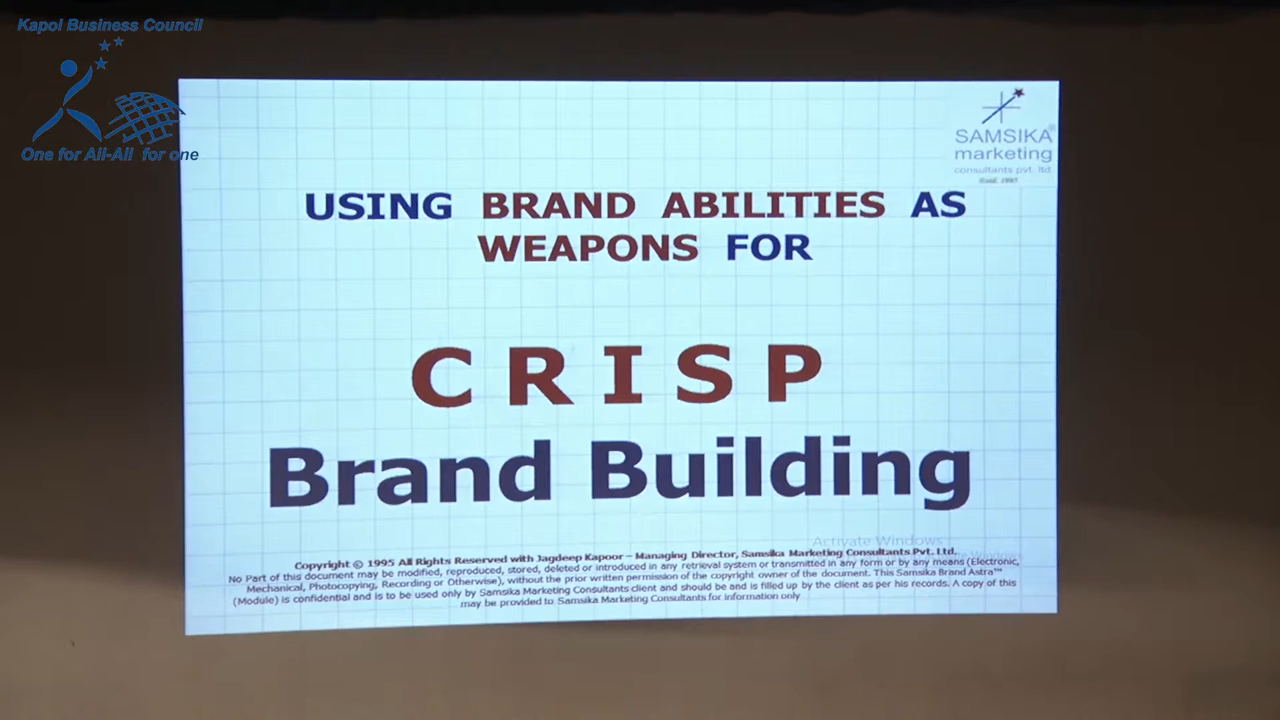 Kapol Business Council
One for All-All for one
SAMSIKA
marketing
consultants pvt. ltd.
Estd. 1995
USING BRAND ABILITIES AS
WEAPONS FOR
C R I S P
Brand Building
Activate Windows
Copyright © 1995 All Rights Reserved with Jagdeep Kapoor – Managing Director, Samsika Marketing Consultants Pvt. Ltd.
No Part of this document may be modified, reproduced, stored, deleted or introduced in any retrieval system or transmitted in any form or by any means (Electronic,
Mechanical, Photocopying, Recording or Otherwise), without the prior written permission of the copyright owner of the document. This Samsika Brand Astra™
(Module) is confidential and is to be used only by Samsika Marketing Consultants client and should be and is filled up by the client as per his records. A copy of this
may be provided to Samsika Marketing Consultants for information only